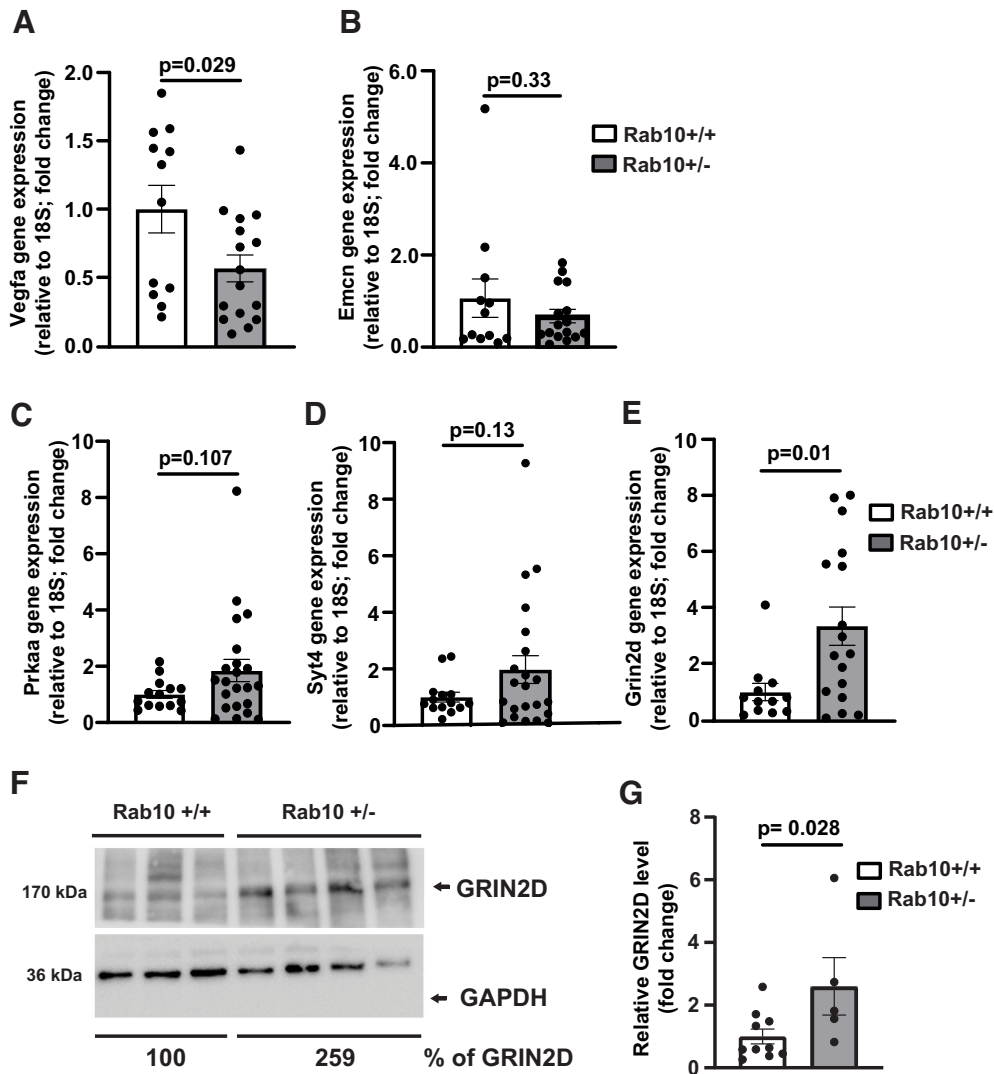 A
B
Vegfa gene expression
(relative to 18S; fold change)
2.0
1.5
1.0
0.5
0.0
p=0.029
Emcn gene expression
(relative to 18S; fold change)
6.0
4.0
2.0
0.0
p=0.33
Rab10+/+
Rab10+/-
C
D
E
Prkaa gene expression
(relative to 18S; fold change)
10
8
6
4
2
0
p=0.107
Syt4 gene expression
(relative to 18S; fold change)
10
8
6
4
2
0
p=0.13
Grin2d gene expression
(relative to 18S; fold change)
10
8
6
4
2
0
p=0.01
Rab10+/+
Rab10+/-
F
Rab10 +/+
Rab10 +/-
170 kDa
GRIN2D
36 kDa
GAPDH
100
259
% of GRIN2D
G
Relative GRIN2D level
(fold change)
8
6
4
2
0
p= 0.028
Rab10+/+
Rab10+/-